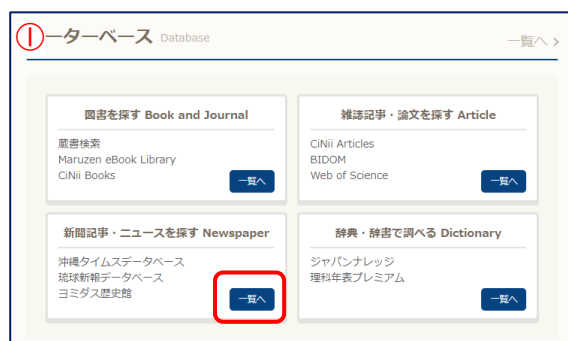 ①ーターベース Database
一覧へ >
図書を探す Book and Journal
蔵書検索
Maruzen eBook Library
CiNii Books
一覧へ
雑誌記事・論文を探す Article
CiNii Articles
BIDOM
Web of Science
一覧へ
新聞記事・ニュースを探す Newspaper
沖縄タイムスデータベース
琉球新報データベース
ヨミダス歴史館
一覧へ
辞典・辞書で調べる Dictionary
ジャパンナレッジ
理科年表プレミアム
一覧へ